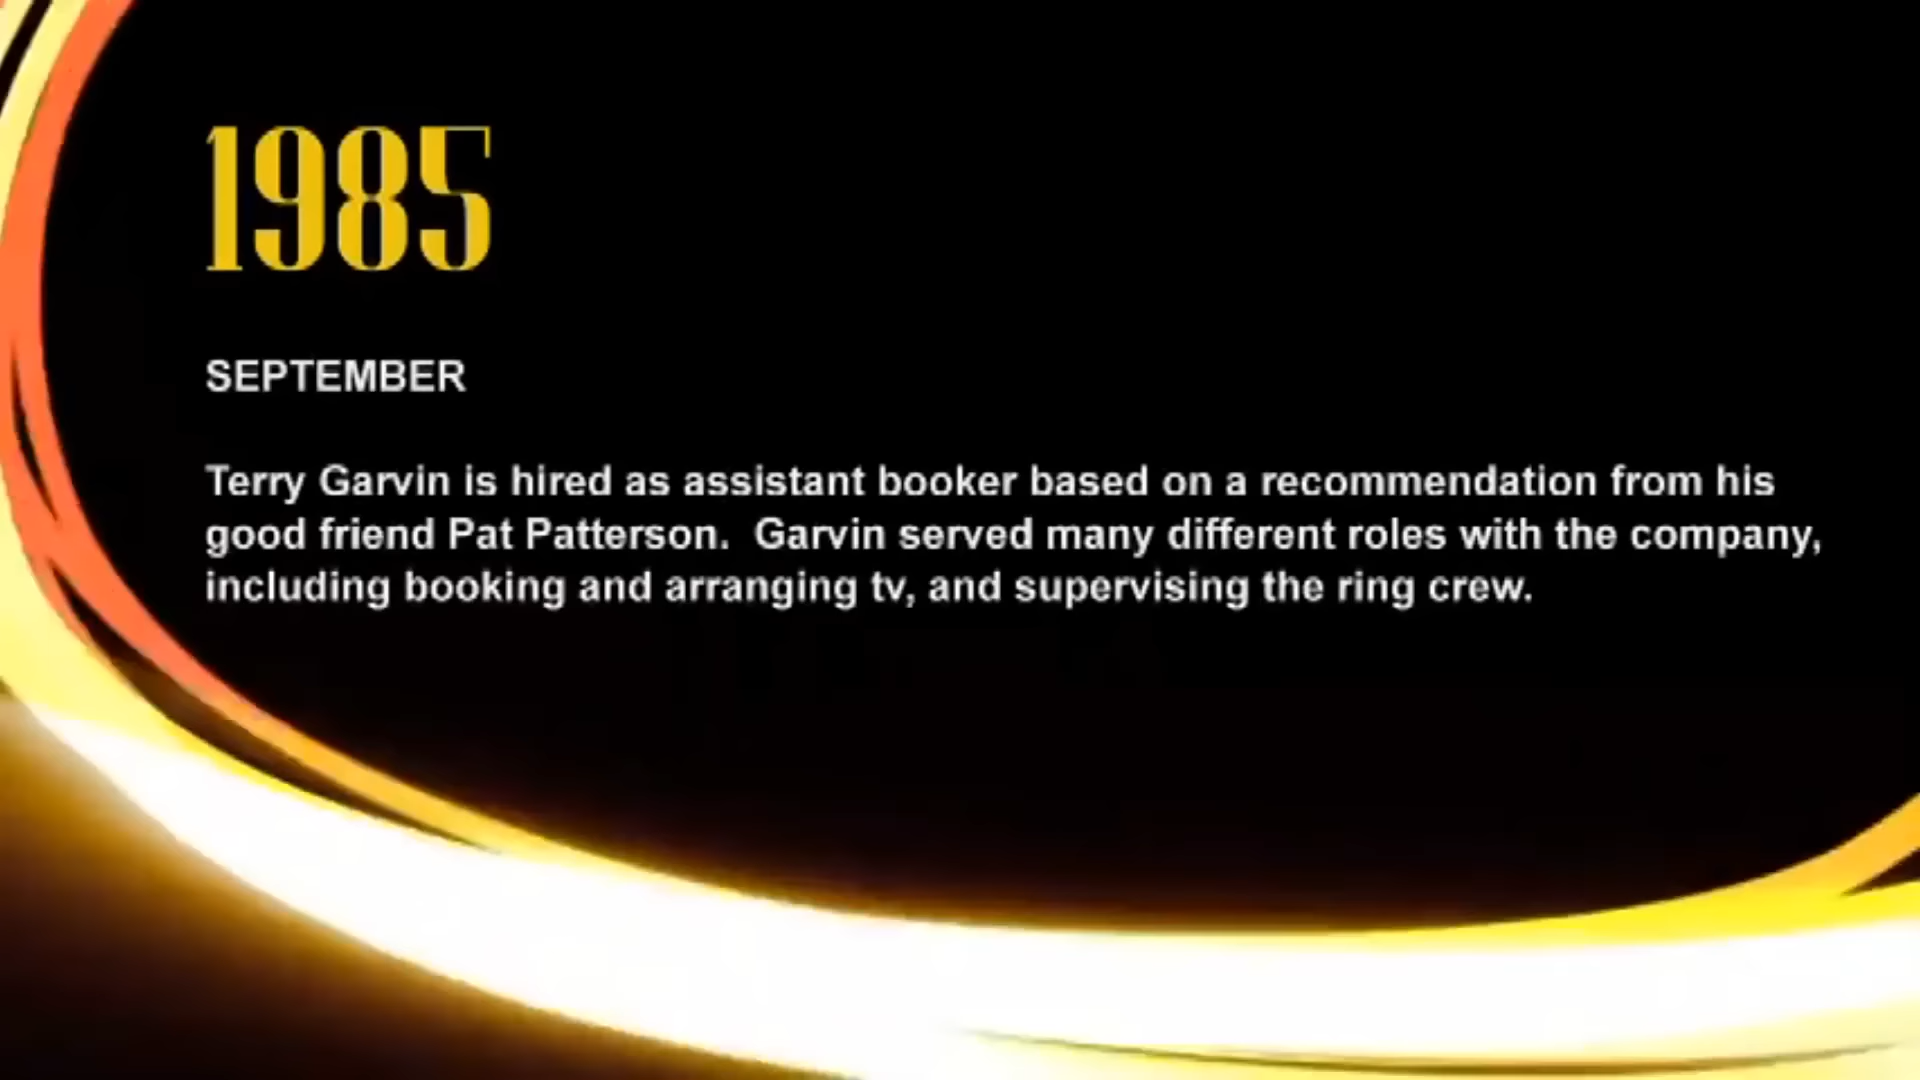 1985
SEPTEMBER
Terry Garvin is hired as assistant booker based on a recommendation from his
good friend Pat Patterson.  Garvin served many different roles with the company,
including booking and arranging tv, and supervising the ring crew.